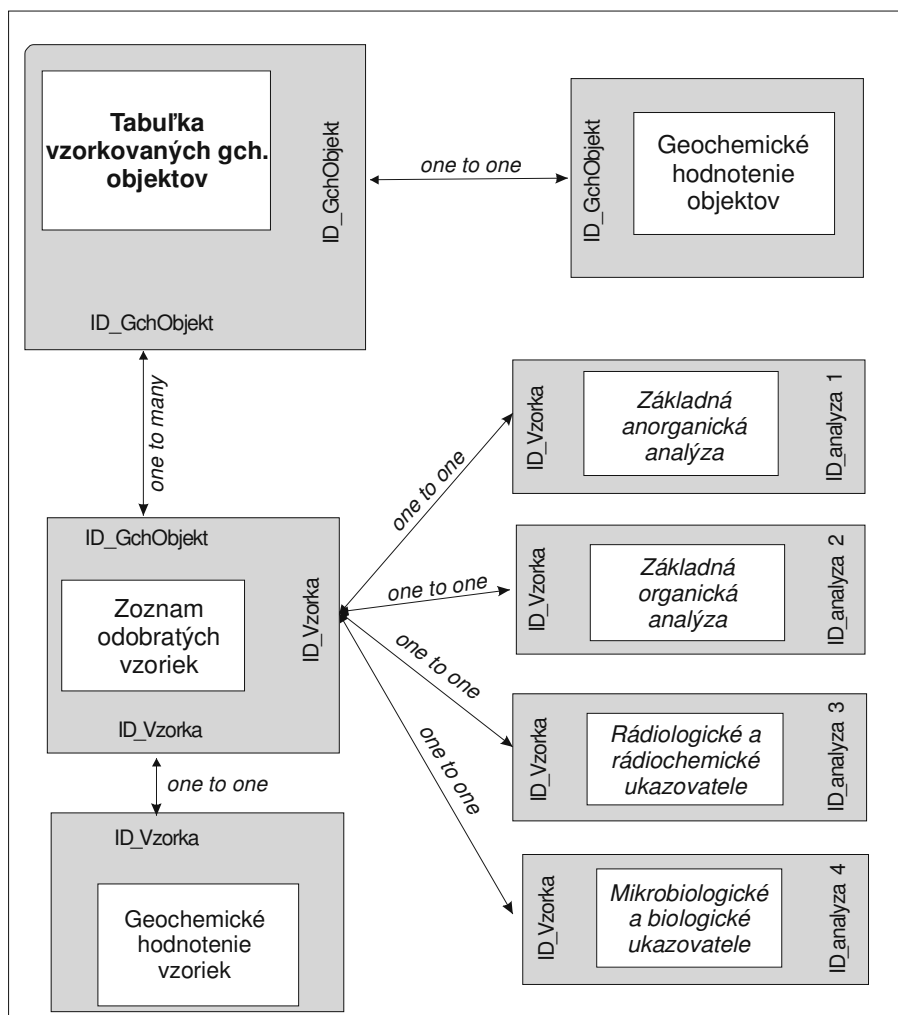 Tabuľka
vzorkovaných gch.
objektov
ID_GchObjekt
ID_GchObjekt
one to one
ID_GchObjekt
Geochemické
hodnotenie
objektov
one to many
ID_GchObjekt
Zoznam
odobratých
vzoriek
ID_Vzorka
ID_Vzorka
one to one
ID_Vzorka
Geochemické
hodnotenie
vzoriek
one to one
ID_Vzorka
Základná
anorganická
analýza
ID_analyza 1
one to one
ID_Vzorka
Základná
organická
analýza
ID_analyza 2
one to one
ID_Vzorka
Rádiologické a
rádiochemické
ukazovatele
ID_analyza 3
one to one
ID_Vzorka
Mikrobiologické
a biologické
ukazovatele
ID_analyza 4